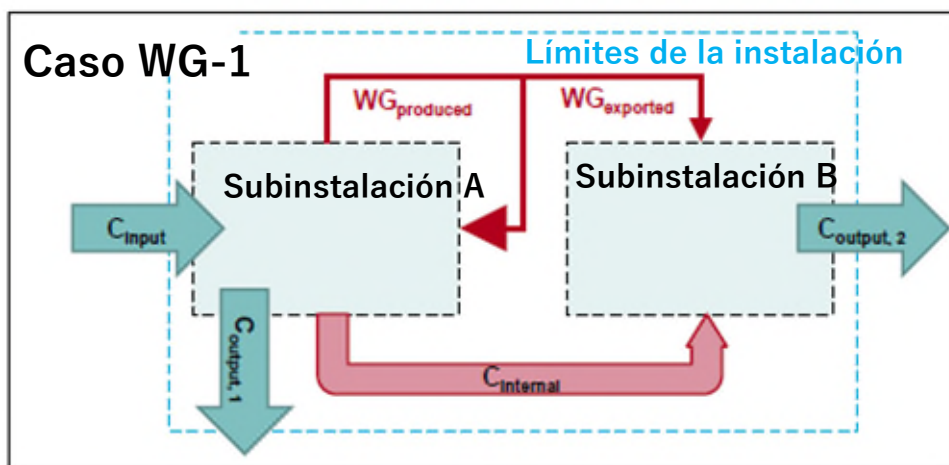 Caso WG-1
Límites de la instalación
WGproduced
WGexported
Subinstalación A
Subinstalación B
Cinput
Coutput, 2
Coutput, 1
Cinternal